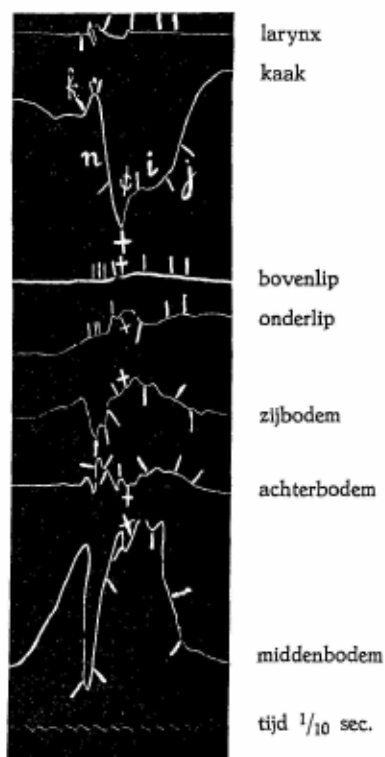 larynx
kaak
k
n ¢ i j
bovenlip
onderlip
zijbodem
achterbodem
middenbodem
tijd 1/10 sec.